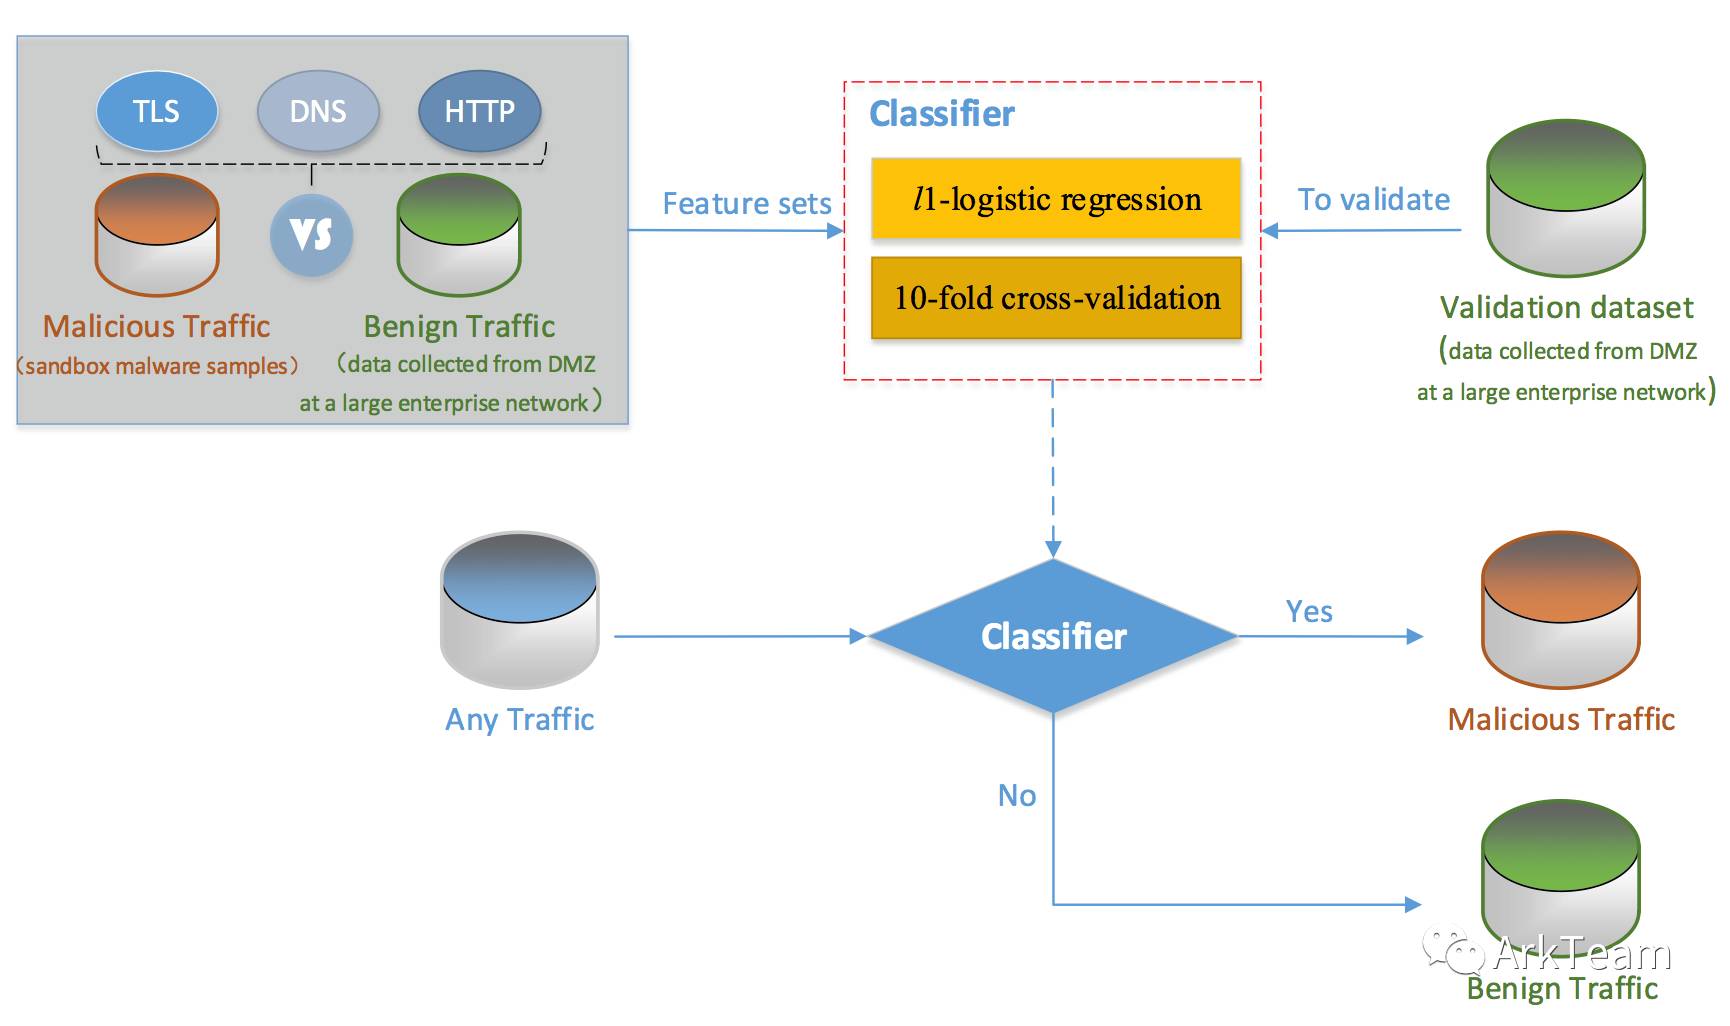 TLS
DNS
HTTP
VS
Malicious Traffic
（sandbox malware samples）
Benign Traffic
（data collected from DMZ
at a large enterprise network）
Feature sets
Classifier
l1-logistic regression
10-fold cross-validation
To validate
Validation dataset
(data collected from DMZ
at a large enterprise network)
Any Traffic
Classifier
Yes
Malicious Traffic
No
ArkTeam
Benign Traffic